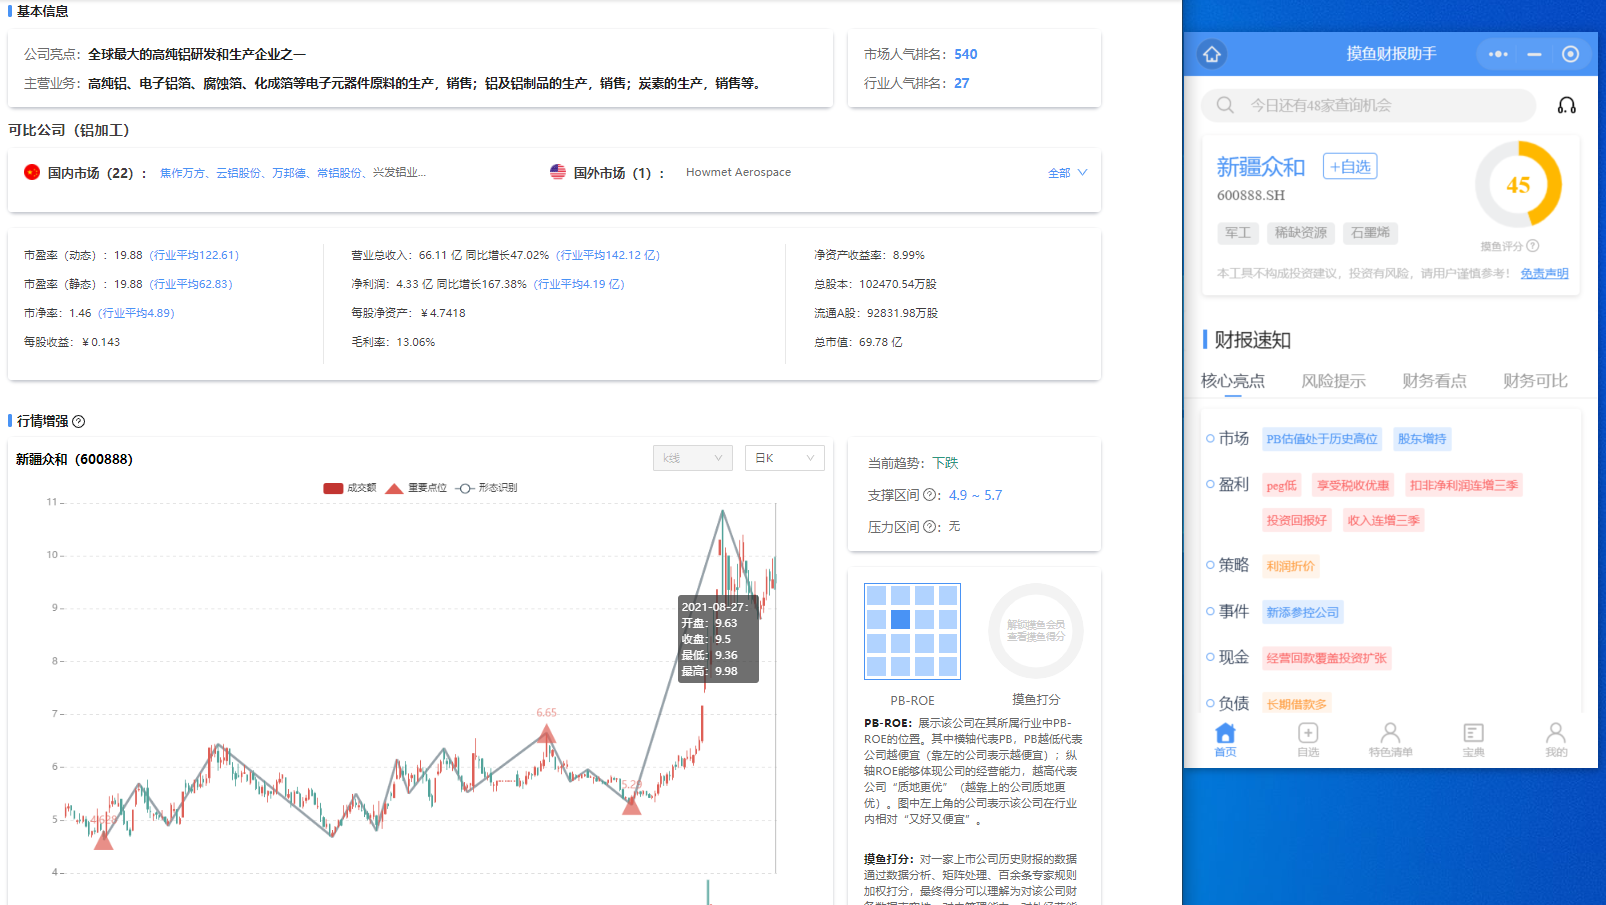 基本信息
公司亮点：全球最大的高纯铝研发和生产企业之一
主营业务：高纯铝、电子铝箔、腐蚀箔、化成箔等电子元器件原料的生产，销售；铝及铝制品的生产，销售；炭素的生产，销售等。
市场人气排名：540
行业人气排名：27
可比公司（铝加工）
国内市场（22）： 焦作万方、云铝股份、万邦德、常铝股份、兴发铝业...
国外市场（1）： Howmet Aerospace
全部
市盈率（动态）：19.88（行业平均122.61）
市盈率（静态）：19.88（行业平均62.83）
市净率：1.46（行业平均4.89）
每股收益：￥0.143
营业总收入：66.11 亿 同比增长47.02%（行业平均142.12 亿）
净利润：4.33 亿 同比增长167.38%（行业平均4.19 亿）
每股净资产：￥4.7418
毛利率：13.06%
净资产收益率：8.99%
总股本：102470.54万股
流通A股：92831.98万股
总市值：69.78 亿
行情增强
新疆众和（600888）
k线
日K
成交额 重要点位 形态识别
11
10
9
8
7
6
5
4
6.65
2021-08-27：
开盘：9.63
收盘：9.5
最低：9.36
最高：9.98
当前趋势：下跌
支撑区间：4.9 ~ 5.7
压力区间：无
解锁摸鱼会员
查看摸鱼得分
PB-ROE
摸鱼打分
PB-ROE：展示该公司在其所属行业中PB-
ROE的位置。其中横轴代表PB，PB越低代表
公司越便宜（靠左的公司表示越便宜）；纵
轴ROE能够体现公司的经营能力，越高代表
公司“质地更优”（越靠上的公司质地更
优）。图中左上角的公司表示该公司在行业
内相对“又好又便宜”。
摸鱼打分：对一家上市公司历史财报的数据
通过数据分析、矩阵处理、百余条专家规则
加权打分，最终得分可以理解为对该公司财
摸鱼财报助手
今日还有48家查询机会
新疆众和
+自选
600888.SH
军工
稀缺资源
石墨烯
45
摸鱼评分
本工具不构成投资建议，投资有风险，请用户谨慎参考！ 免责声明
财报速知
核心亮点 风险提示 财务看点 财务可比
市场 PB估值处于历史高位 股东增持
盈利 peg低 享受税收优惠 扣非净利润连增三季
投资回报好 收入连增三季
策略 利润折价
事件 新添参控公司
现金 经营回款覆盖投资扩张
负债 长期借款多
首页 自选 特色清单 宝典 我的